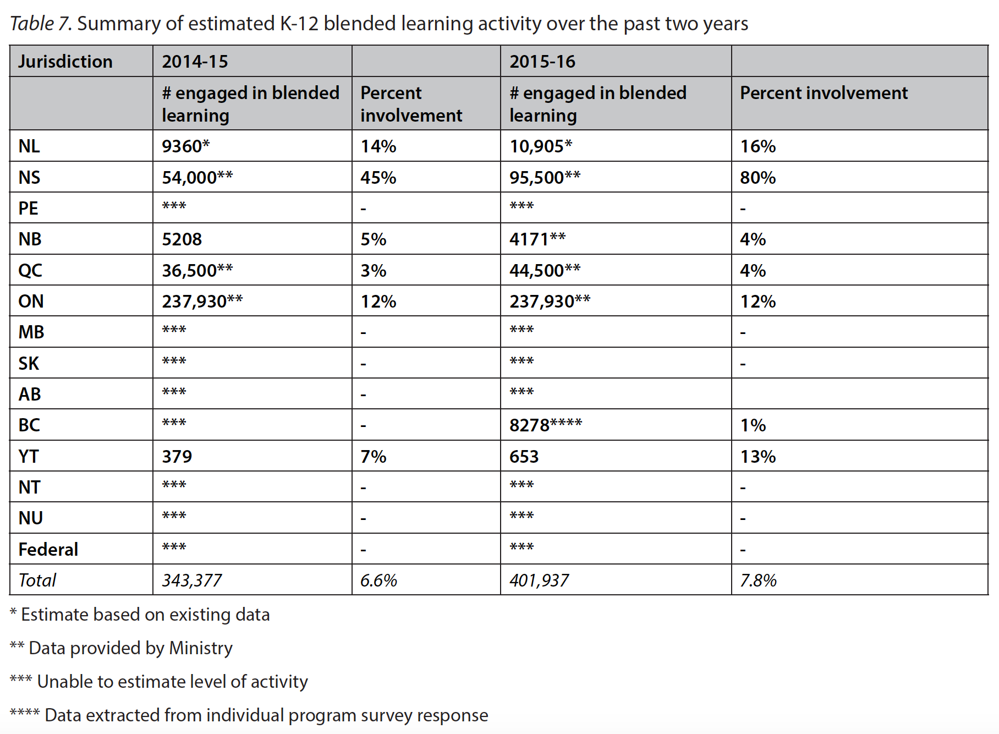 Table 7. Summary of estimated K-12 blended learning activity over the past two years
Jurisdiction 2014-15 2015-16
# engaged in blended learning Percent involvement # engaged in blended learning Percent involvement
NL 9360* 14% 10,905* 16%
NS 54,000** 45% 95,500** 80%
PE *** - *** -
NB 5208 5% 4171** 4%
QC 36,500** 3% 44,500** 4%
ON 237,930** 12% 237,930** 12%
MB *** - *** -
SK *** - *** -
AB *** - ***
BC *** - 8278**** 1%
YT 379 7% 653 13%
NT *** - *** -
NU *** - *** -
Federal *** - *** -
Total 343,377 6.6% 401,937 7.8%
* Estimate based on existing data
** Data provided by Ministry
*** Unable to estimate level of activity
**** Data extracted from individual program survey response